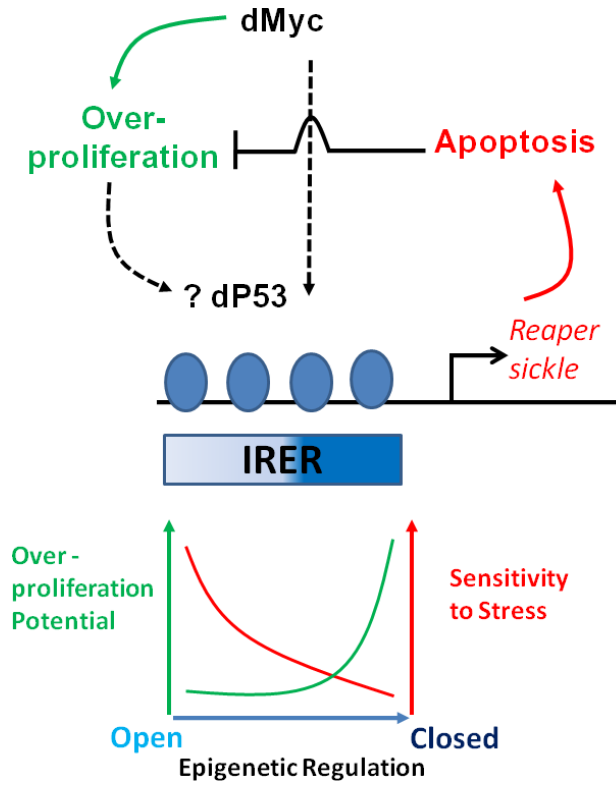 dMyc
Over-
proliferation
Apoptosis
? dP53
Reaper
sickle
IRER
Over -
proliferation
Potential
Sensitivity
to Stress
Open
Closed
Epigenetic Regulation